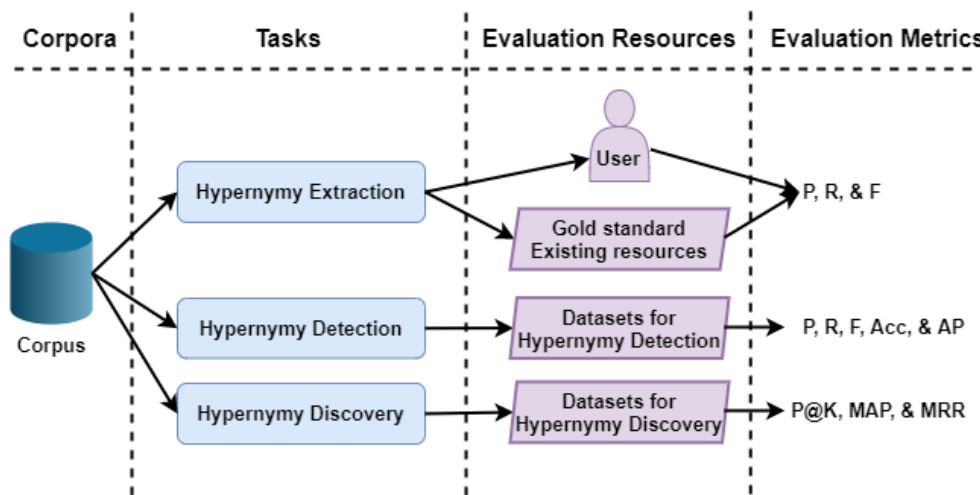 Corpora
Tasks
Evaluation Resources
Evaluation Metrics
User
Hypernymy Extraction
P, R, & F
Gold standard
Existing resources
Corpus
Hypernymy Detection
Datasets for
Hypernymy Detection
P, R, F, Acc, & AP
Hypernymy Discovery
Datasets for
Hypernymy Discovery
P@K, MAP, & MRR